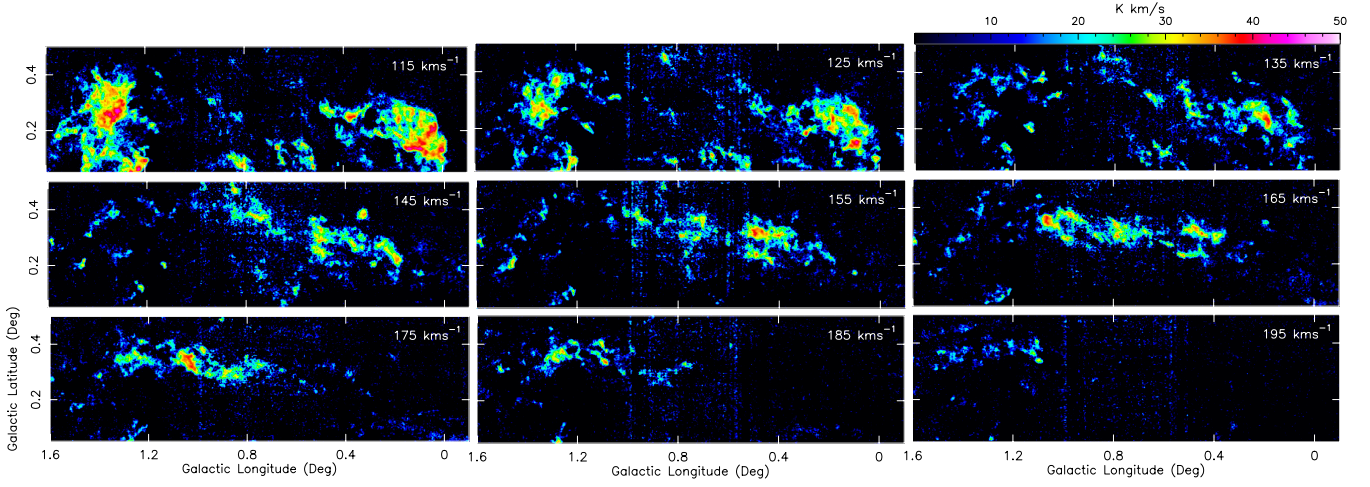 K km/s
10 20 30 40 50
115 kms⁻¹
125 kms⁻¹
135 kms⁻¹
0.4
0.2
145 kms⁻¹
155 kms⁻¹
165 kms⁻¹
0.4
0.2
175 kms⁻¹
185 kms⁻¹
195 kms⁻¹
0.4
0.2
Galactic Latitude (Deg)
1.6 1.2 0.8 0.4 0
1.6 1.2 0.8 0.4 0
1.6 1.2 0.8 0.4 0
Galactic Longitude (Deg)
Galactic Longitude (Deg)
Galactic Longitude (Deg)